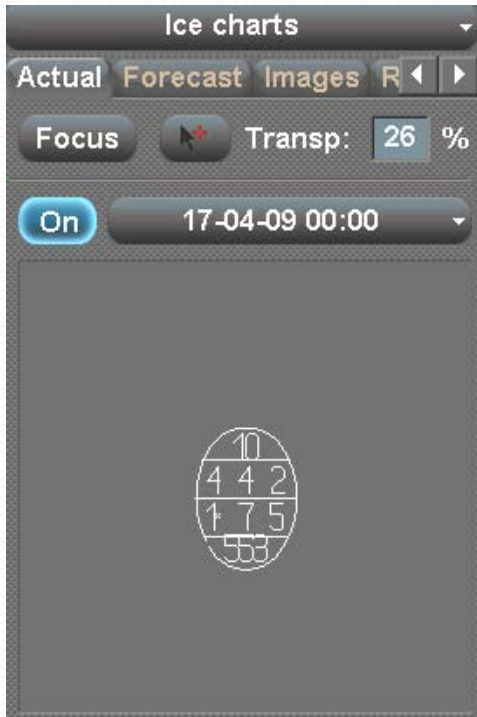 Ice charts
Actual Forecast Images R
Focus Transp: 26 %
On 17-04-09 00:00
10
4 4 2
1* 7 5
553